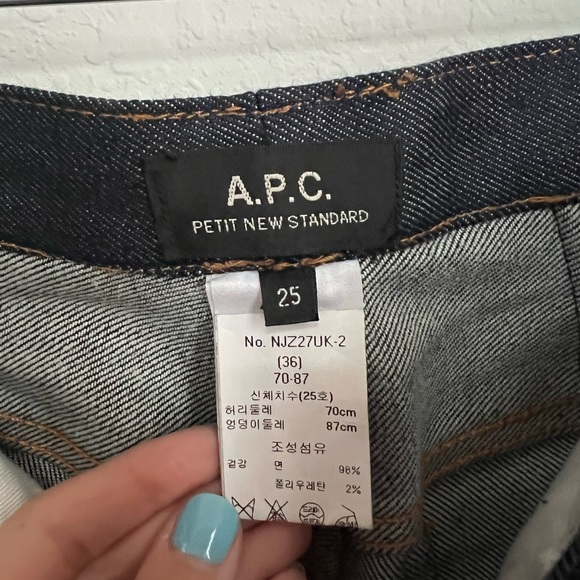 A.P.C.
PETIT NEW STANDARD
25
No. NJZ27UK-2
(36)
70-87
신체치수(25호)
허리둘레 70cm
엉덩이둘레 87cm
조성섬유
겉감 면 98%
폴리우레탄 2%